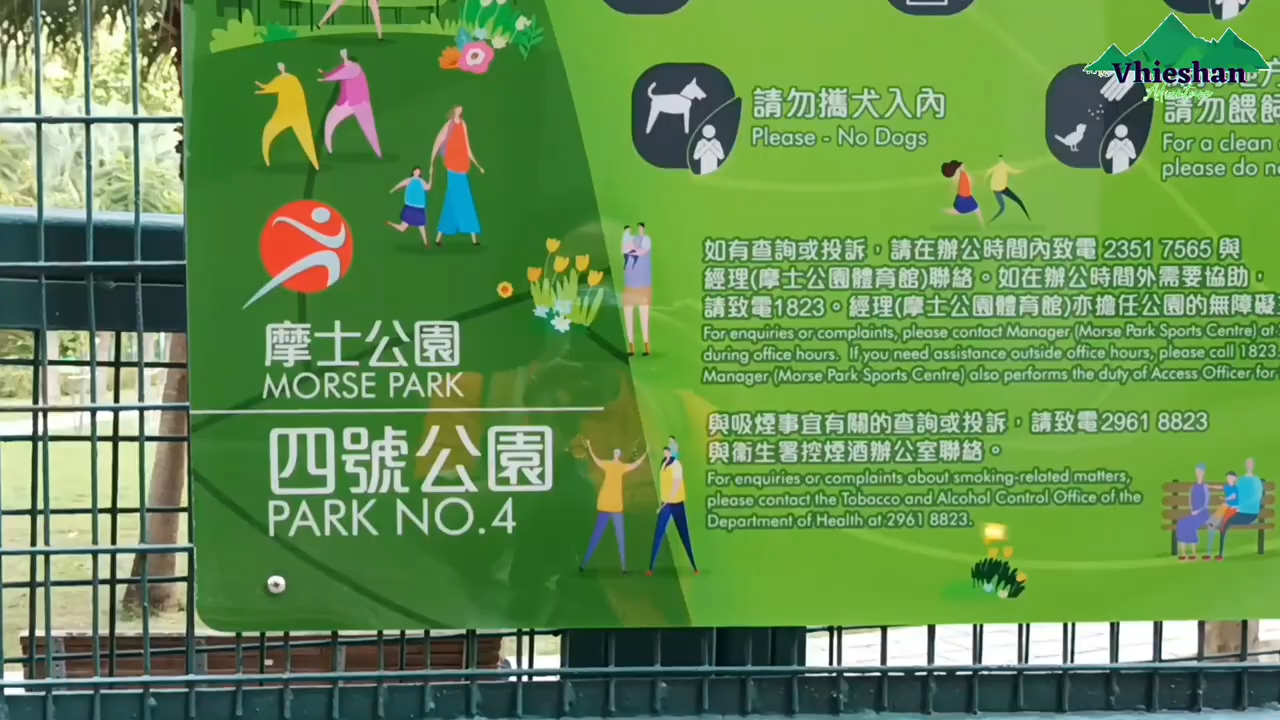 Vhieshan
請勿攜犬入內
Please - No Dogs
地方
請勿餵飼
For a clean
please do no
如有查詢或投訴，請在辦公時間內致電 2351 7565 與
經理(摩士公園體育館)聯絡。如在辦公時間外需要協助，
請致電1823。經理(摩士公園體育館)亦擔任公園的無障礙
For enquiries or complaints, please contact Manager (Morse Park Sports Centre) at
during office hours. If you need assistance outside office hours, please call 1823.
Manager (Morse Park Sports Centre) also performs the duty of Access Officer for
摩士公園
MORSE PARK
四號公園
PARK NO.4
與吸煙事宜有關的查詢或投訴，請致電2961 8823
與衞生署控煙酒辦公室聯絡。
For enquiries or complaints about smoking-related matters,
please contact the Tobacco and Alcohol Control Office of the
Department of Health at 2961 8823.